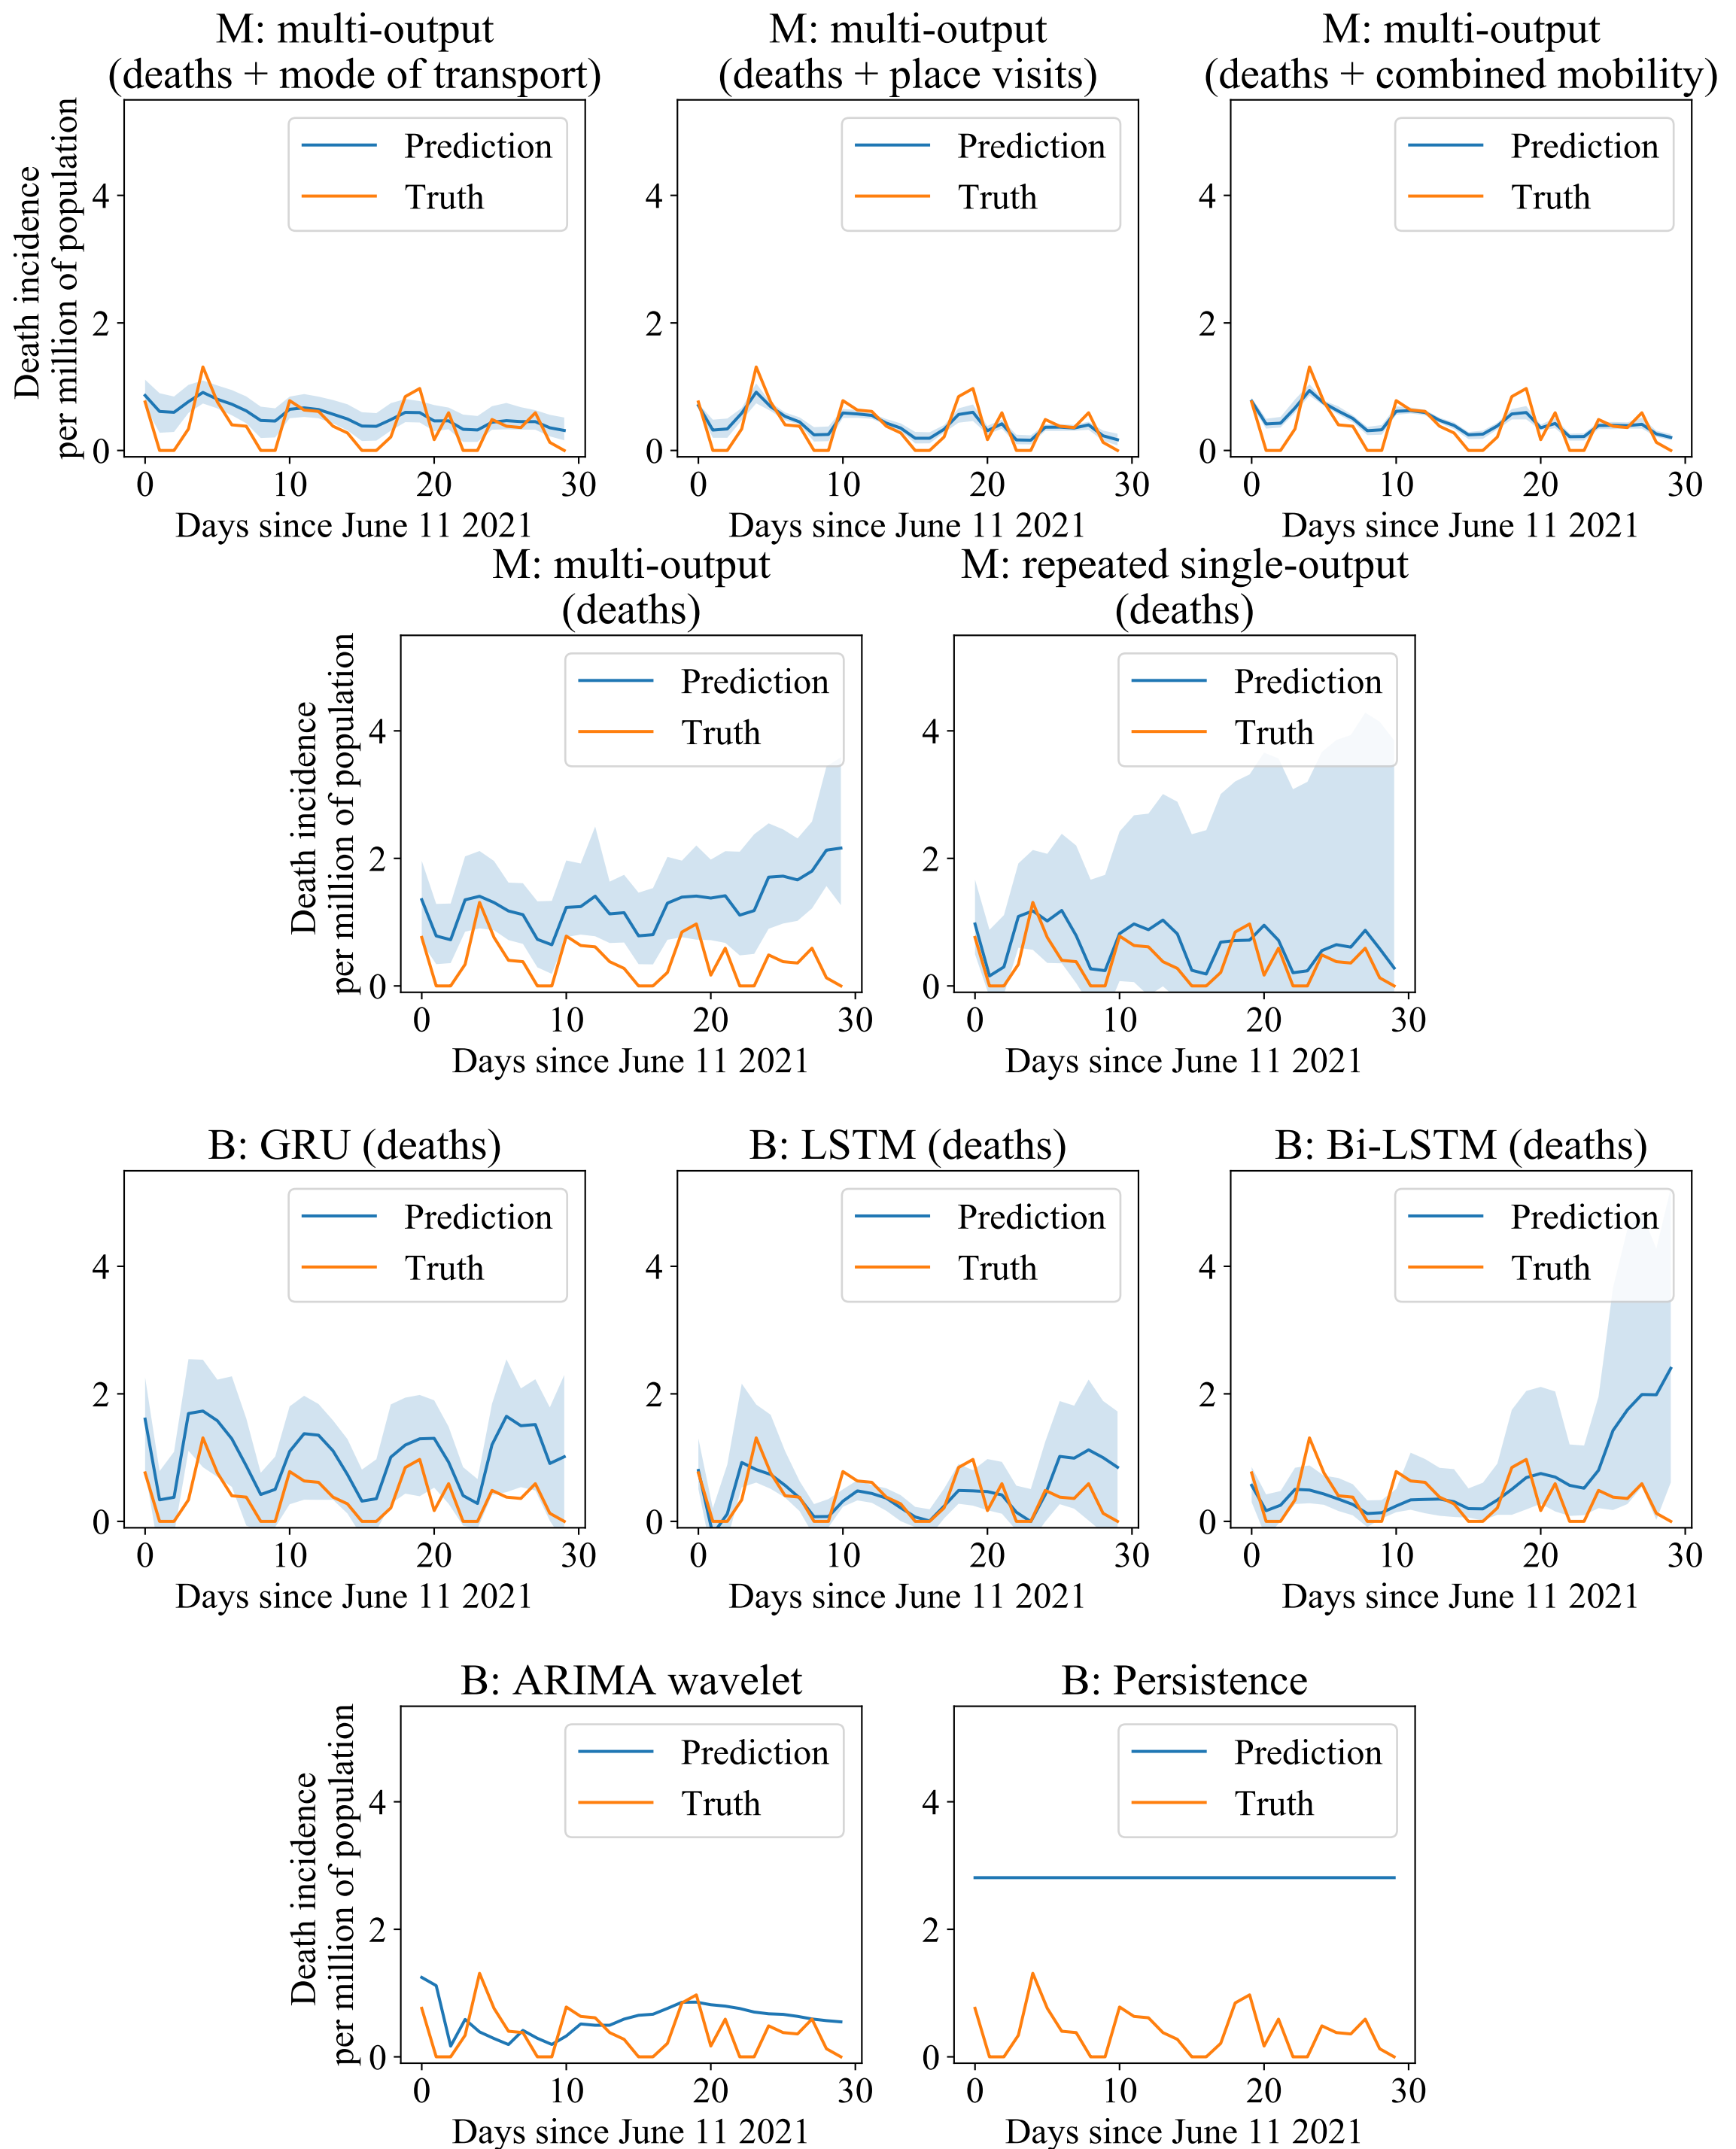 M: multi-output
(deaths + mode of transport)
M: multi-output
(deaths + place visits)
M: multi-output
(deaths + combined mobility)
Death incidence
per million of population
4
2
0
Prediction
Truth
0 10 20 30
Days since June 11 2021
4
2
0
Prediction
Truth
0 10 20 30
Days since June 11 2021
4
2
0
Prediction
Truth
0 10 20 30
Days since June 11 2021
M: multi-output
(deaths)
M: repeated single-output
(deaths)
Death incidence
per million of population
4
2
0
Prediction
Truth
0 10 20 30
Days since June 11 2021
4
2
0
Prediction
Truth
0 10 20 30
Days since June 11 2021
B: GRU (deaths)
4
2
0
Prediction
Truth
0 10 20 30
Days since June 11 2021
B: LSTM (deaths)
4
2
0
Prediction
Truth
0 10 20 30
Days since June 11 2021
B: Bi-LSTM (deaths)
4
2
0
Prediction
Truth
0 10 20 30
Days since June 11 2021
B: ARIMA wavelet
Death incidence
per million of population
4
2
0
Prediction
Truth
0 10 20 30
Days since June 11 2021
B: Persistence
4
2
0
Prediction
Truth
0 10 20 30
Days since June 11 2021